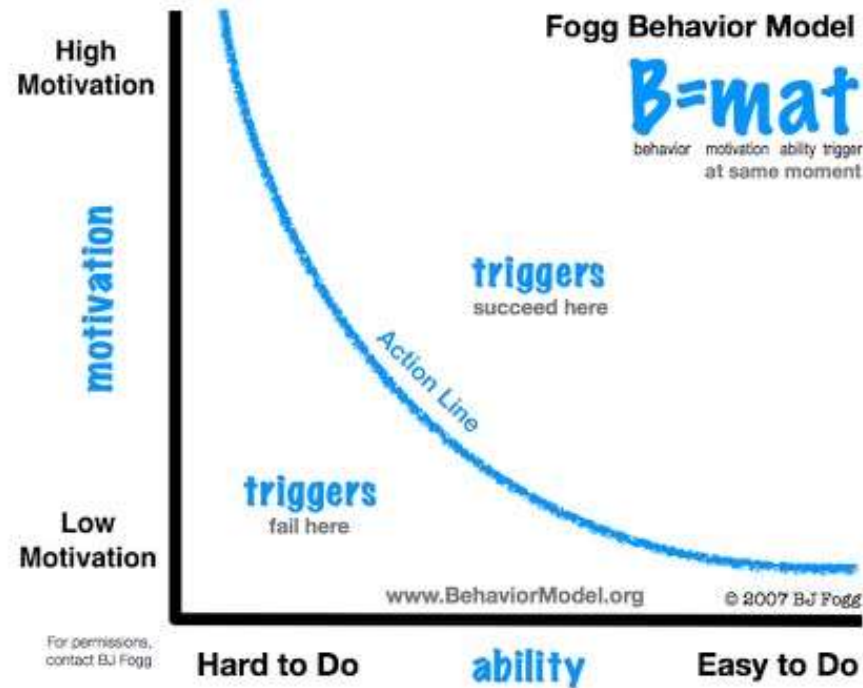 Fogg Behavior Model
B=mat
behavior motivation ability trigger
at same moment
High
Motivation
motivation
Low
Motivation
triggers
succeed here
Action Line
triggers
fail here
www.BehaviorModel.org
© 2007 BJ Fogg
For permissions,
contact BJ Fogg
Hard to Do
ability
Easy to Do